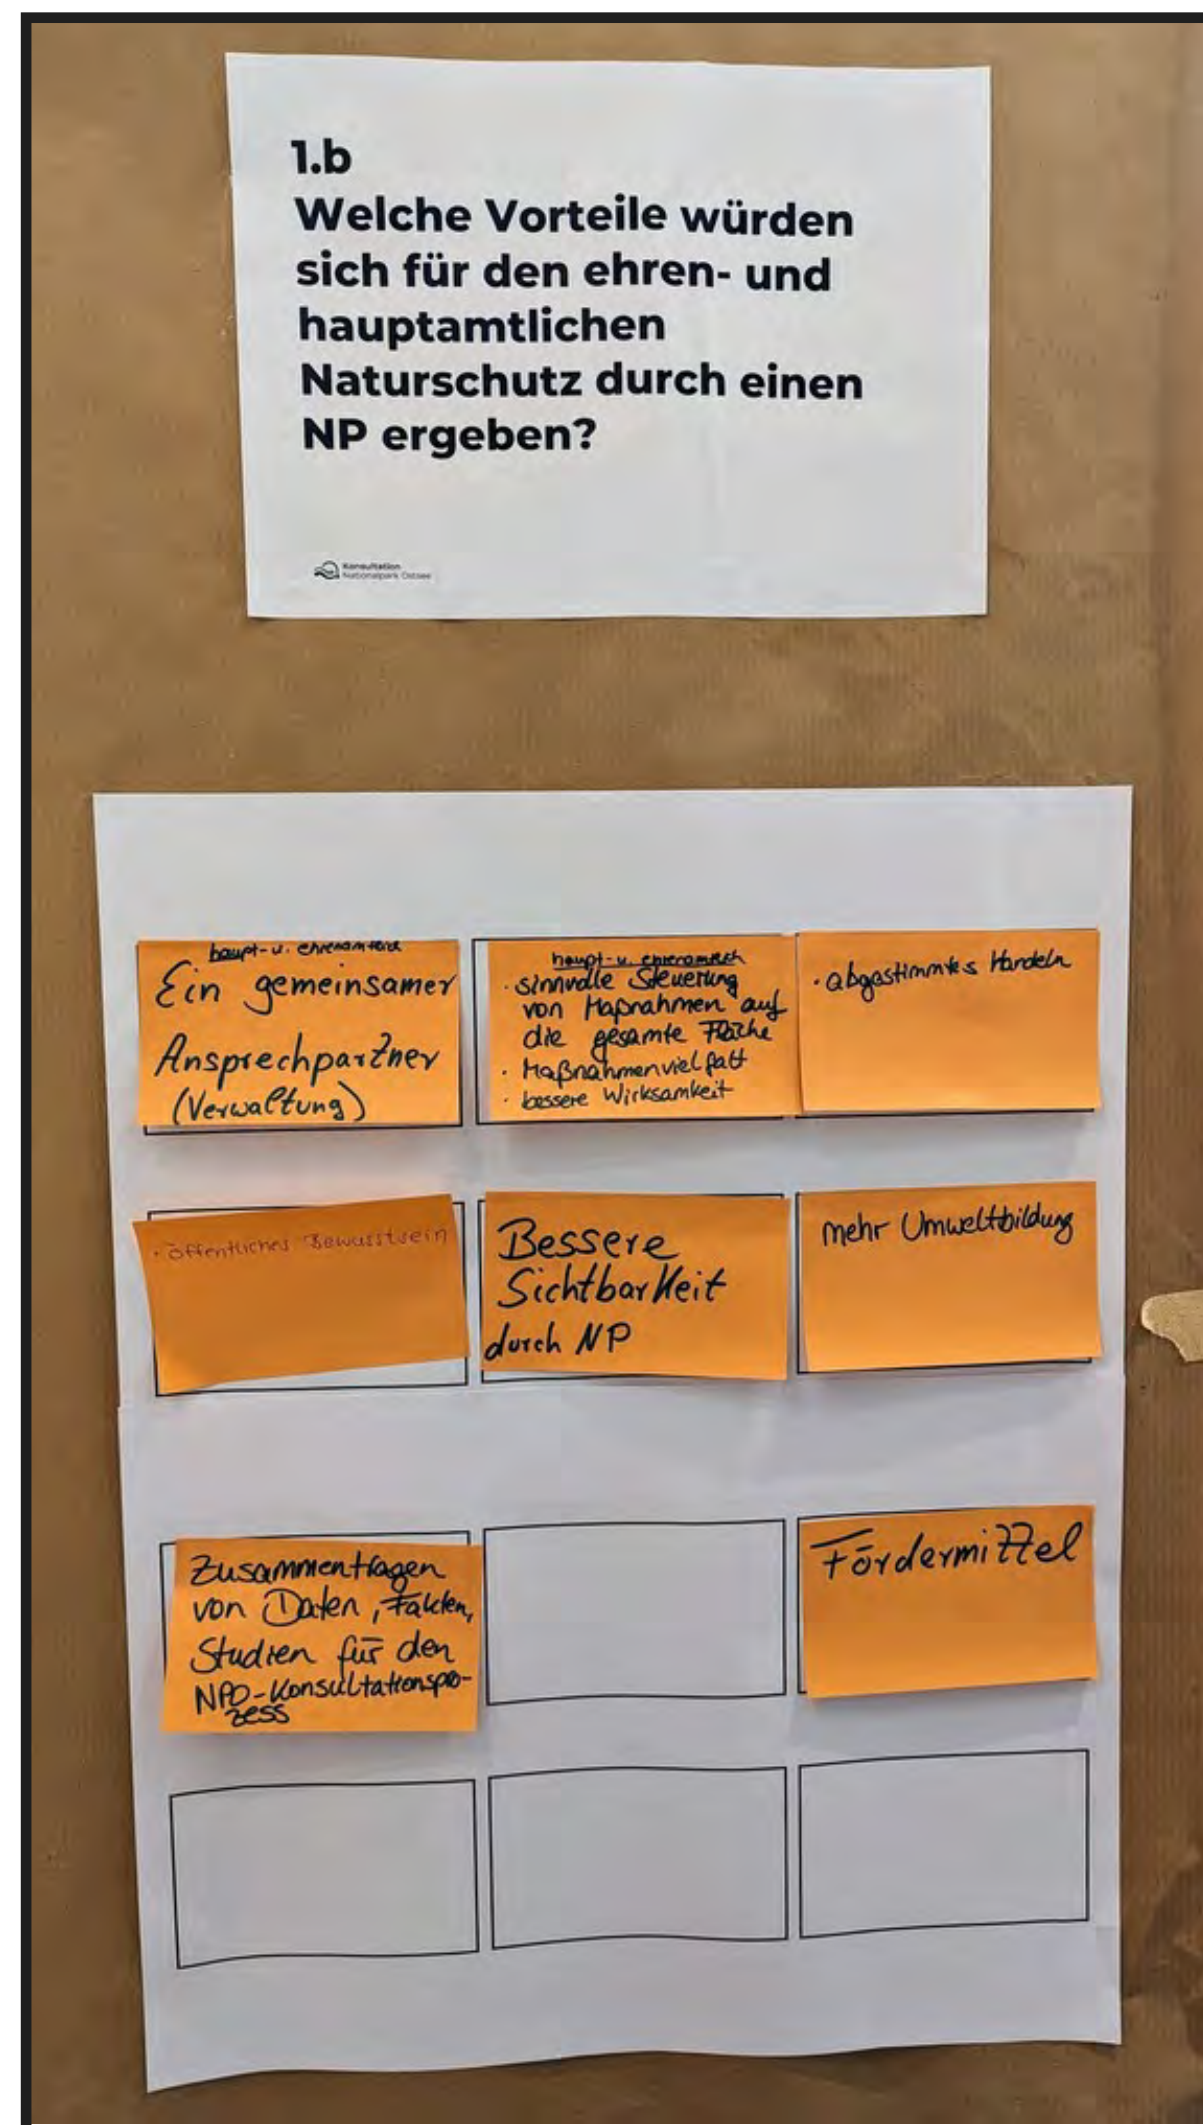 1.b
Welche Vorteile würden
sich für den ehren- und
hauptamtlichen
Naturschutz durch einen
NP ergeben?
Konsultation
Nationalpark Ostsee
haupt- u. ehrenamtlich
Ein gemeinsamer
Ansprechpartner
(Verwaltung)
haupt- u. ehrenamtlich
· sinnvolle Steuerung
von Maßnahmen auf
die gesamte Fläche
· Maßnahmenvielfalt
· bessere Wirksamkeit
· abgestimmtes Handeln
· öffentliches Bewusstsein
Bessere
Sichtbarkeit
durch NP
mehr Umweltbildung
Zusammentragen
von Daten, Fakten,
Studien für den
NPO-Konsultationspro-
zess
Fördermittel